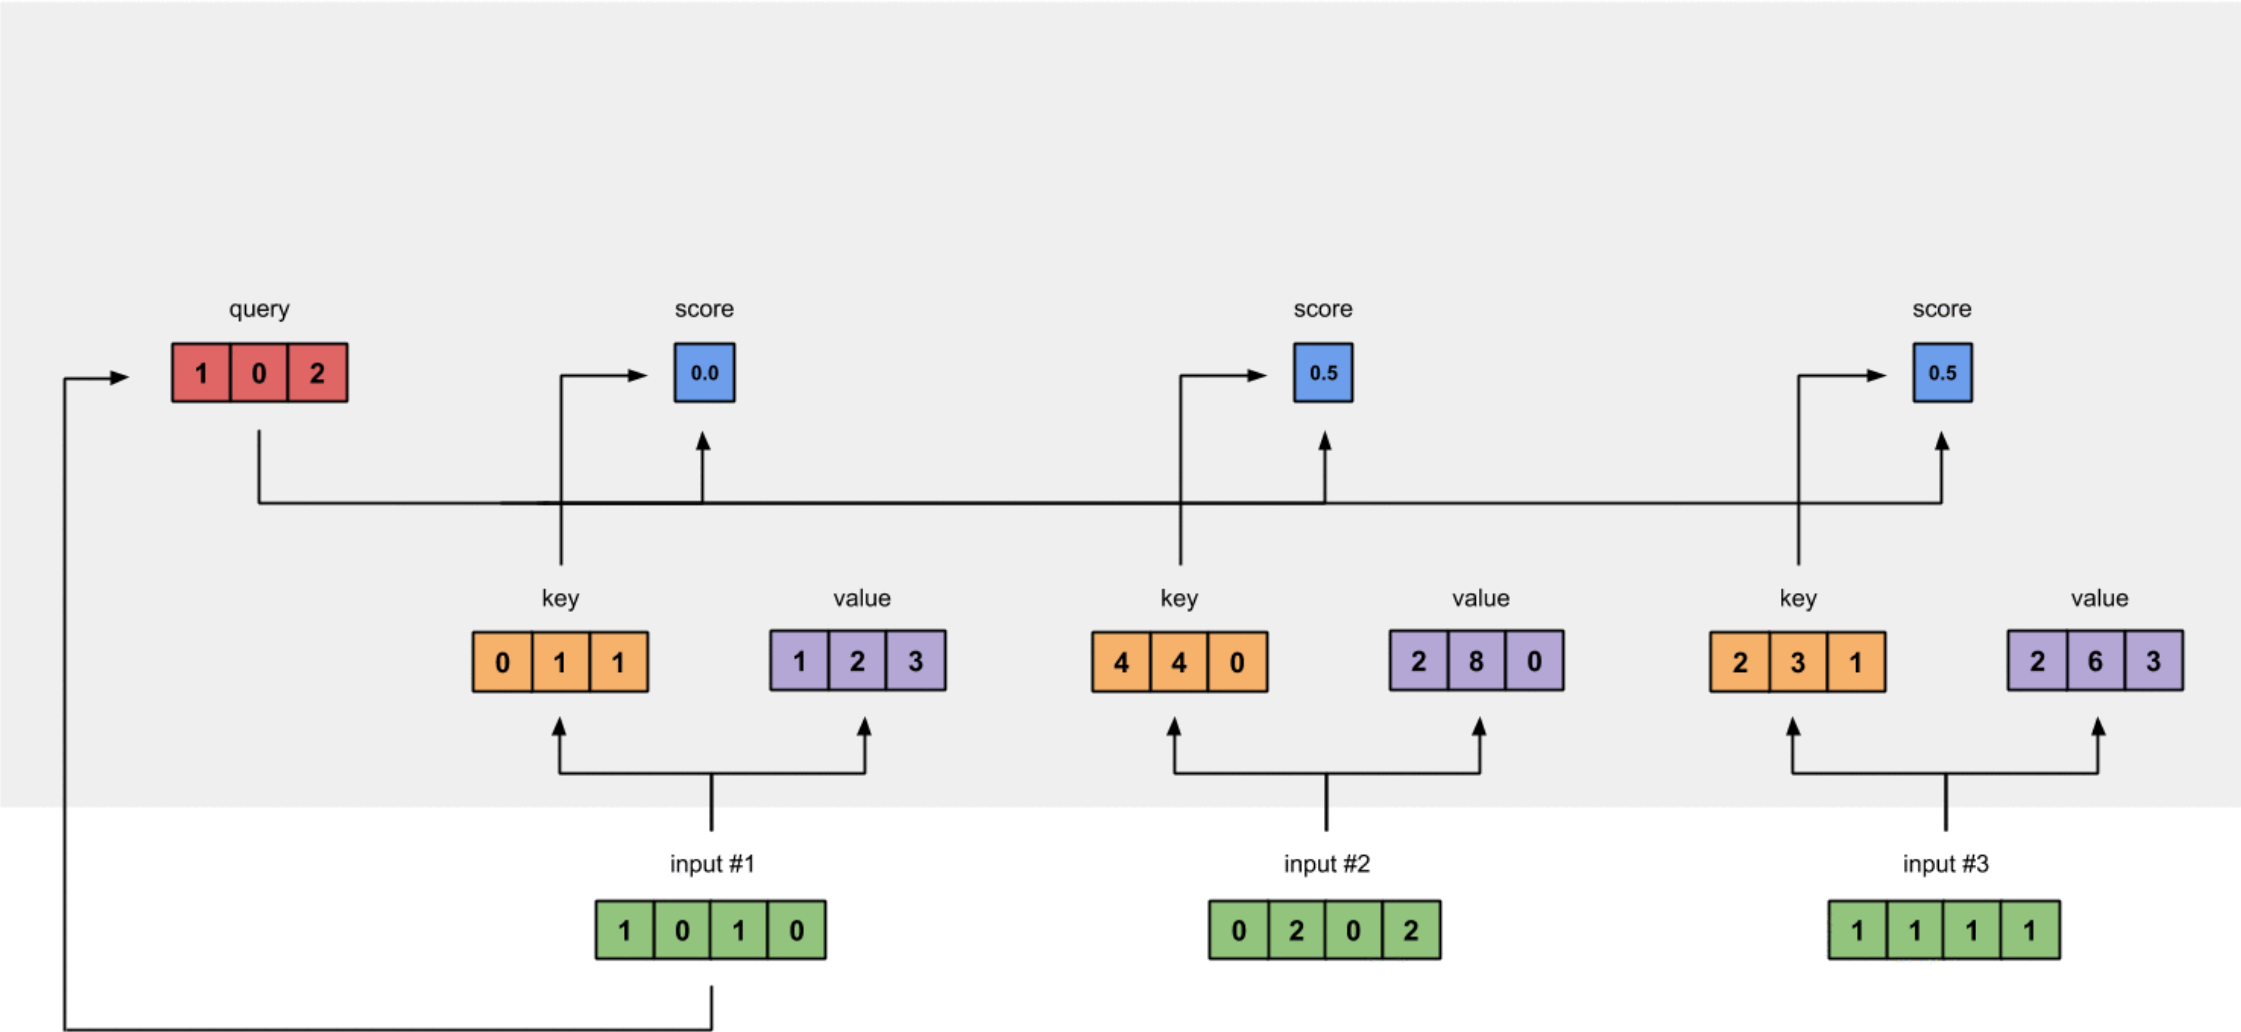 query score score score
1 0 2 0.0 0.5 0.5
key value key value key value
0 1 1 1 2 3 4 4 0 2 8 0 2 3 1 2 6 3
input #1 input #2 input #3
1 0 1 0 0 2 0 2 1 1 1 1